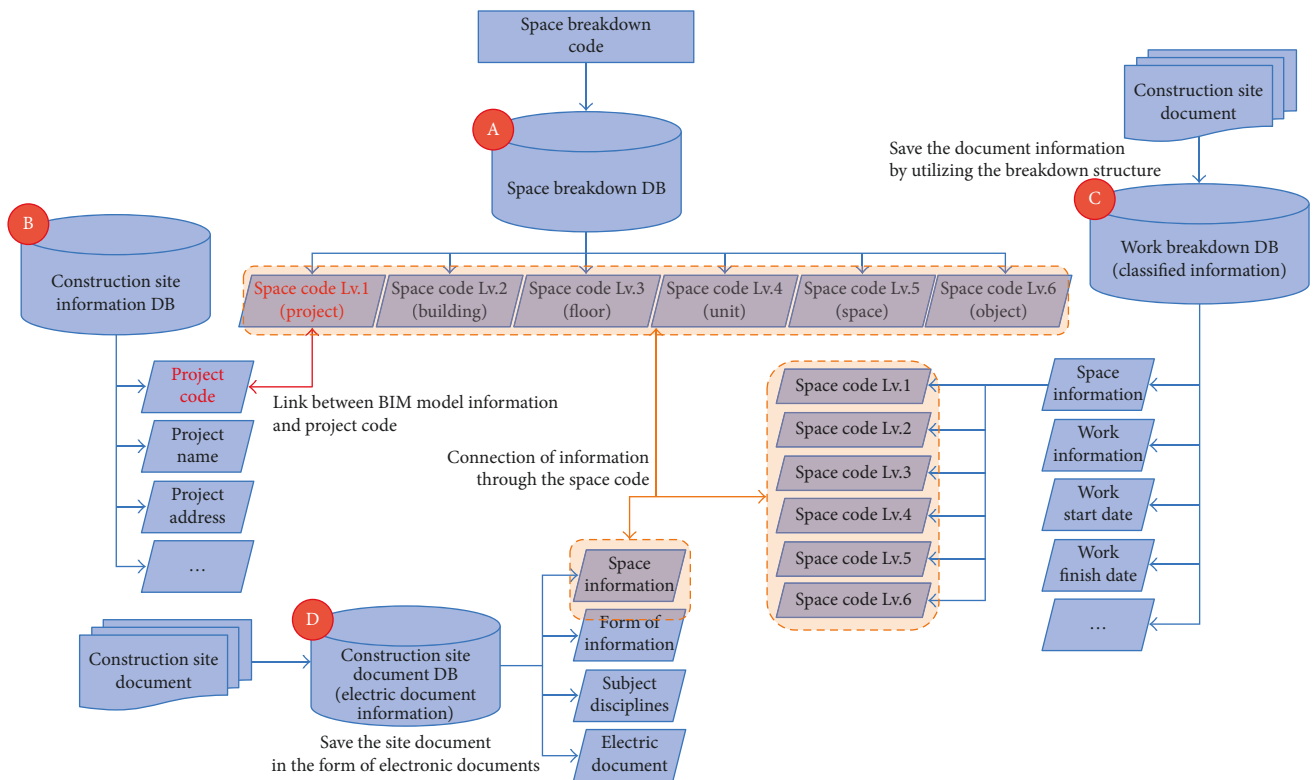 Space breakdown
code
A
Space breakdown DB
Construction site
document
Save the document information
by utilizing the breakdown structure
C
Work breakdown DB
(classified information)
B
Construction site
information DB
Space code Lv.1
(project)
Space code Lv.2
(building)
Space code Lv.3
(floor)
Space code Lv.4
(unit)
Space code Lv.5
(space)
Space code Lv.6
(object)
Project
code
Project
name
Project
address
...
Link between BIM model information
and project code
Connection of information
through the space code
Space code Lv.1
Space code Lv.2
Space code Lv.3
Space code Lv.4
Space code Lv.5
Space code Lv.6
Space
information
Work
information
Work
start date
Work
finish date
...
Construction site
document
D
Construction site
document DB
(electric document
information)
Save the site document
in the form of electronic documents
Space
information
Form of
information
Subject
disciplines
Electric
document